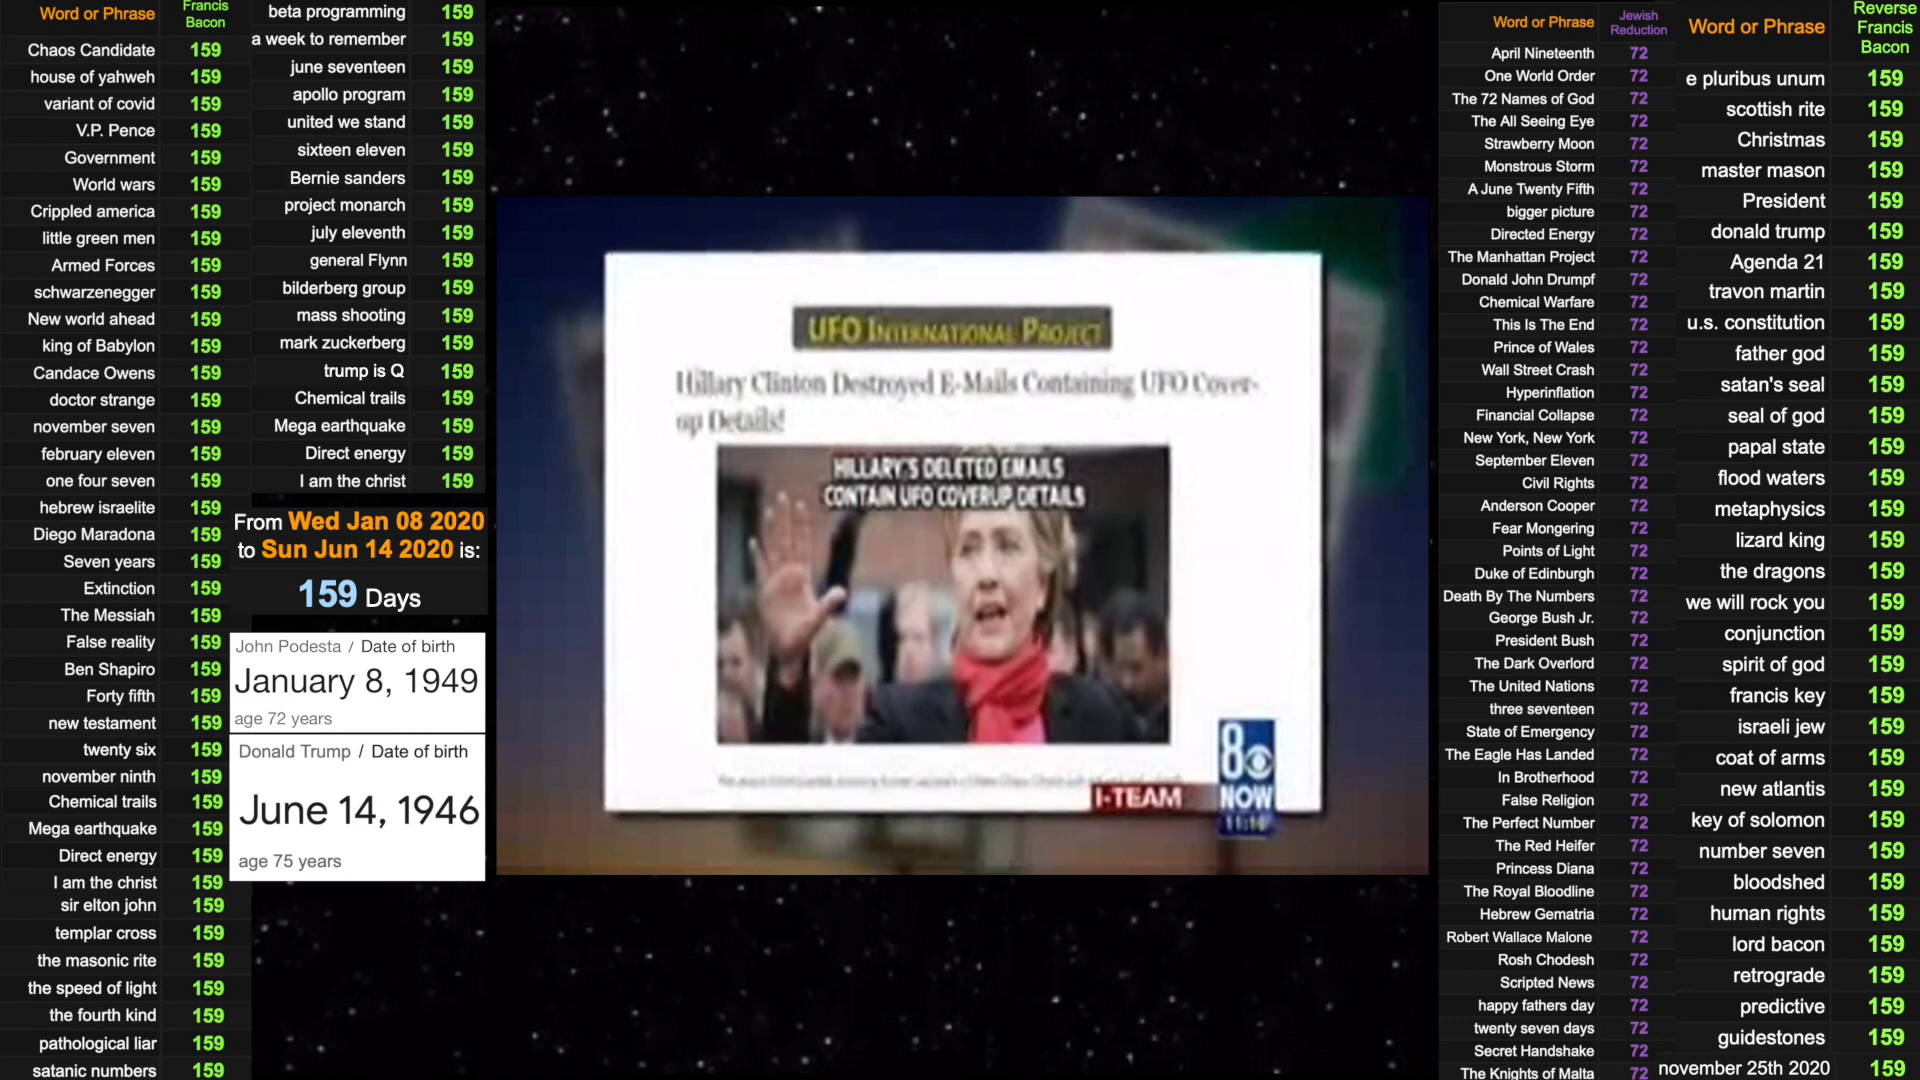 Word or Phrase Francis Bacon
Chaos Candidate 159
house of yahweh 159
variant of covid 159
V.P. Pence 159
Government 159
World wars 159
Crippled america 159
little green men 159
Armed Forces 159
schwarzenegger 159
New world ahead 159
king of Babylon 159
Candace Owens 159
doctor strange 159
november seven 159
february eleven 159
one four seven 159
hebrew israelite 159
Diego Maradona 159
Seven years 159
Extinction 159
The Messiah 159
False reality 159
Ben Shapiro 159
Forty fifth 159
new testament 159
twenty six 159
november ninth 159
Chemical trails 159
Mega earthquake 159
Direct energy 159
I am the christ 159
sir elton john 159
templar cross 159
the masonic rite 159
the speed of light 159
the fourth kind 159
pathological liar 159
satanic numbers 159
beta programming 159
a week to remember 159
june seventeen 159
apollo program 159
united we stand 159
sixteen eleven 159
Bernie sanders 159
project monarch 159
july eleventh 159
general Flynn 159
bilderberg group 159
mass shooting 159
mark zuckerberg 159
trump is Q 159
Chemical trails 159
Mega earthquake 159
Direct energy 159
I am the christ 159
From Wed Jan 08 2020
to Sun Jun 14 2020 is:
159 Days
John Podesta / Date of birth
January 8, 1949
age 72 years
Donald Trump / Date of birth
June 14, 1946
age 75 years
UFO INTERNATIONAL PROJECT
Hillary Clinton Destroyed E-Mails Containing UFO Cover-
up Details!
HILLARY'S DELETED EMAILS
CONTAIN UFO COVERUP DETAILS
I-TEAM
8
NOW
11:16
Word or Phrase Jewish Reduction
April Nineteenth 72
One World Order 72
The 72 Names of God 72
The All Seeing Eye 72
Strawberry Moon 72
Monstrous Storm 72
A June Twenty Fifth 72
bigger picture 72
Directed Energy 72
The Manhattan Project 72
Donald John Drumpf 72
Chemical Warfare 72
This Is The End 72
Prince of Wales 72
Wall Street Crash 72
Hyperinflation 72
Financial Collapse 72
New York, New York 72
September Eleven 72
Civil Rights 72
Anderson Cooper 72
Fear Mongering 72
Points of Light 72
Duke of Edinburgh 72
Death By The Numbers 72
George Bush Jr. 72
President Bush 72
The Dark Overlord 72
The United Nations 72
three seventeen 72
State of Emergency 72
The Eagle Has Landed 72
In Brotherhood 72
False Religion 72
The Perfect Number 72
The Red Heifer 72
Princess Diana 72
The Royal Bloodline 72
Hebrew Gematria 72
Robert Wallace Malone 72
Rosh Chodesh 72
Scripted News 72
happy fathers day 72
twenty seven days 72
Secret Handshake 72
The Knights of Malta 72
Word or Phrase Reverse Francis Bacon
e pluribus unum 159
scottish rite 159
Christmas 159
master mason 159
President 159
donald trump 159
Agenda 21 159
travon martin 159
u.s. constitution 159
father god 159
satan's seal 159
seal of god 159
papal state 159
flood waters 159
metaphysics 159
lizard king 159
the dragons 159
we will rock you 159
conjunction 159
spirit of god 159
francis key 159
israeli jew 159
coat of arms 159
new atlantis 159
key of solomon 159
number seven 159
bloodshed 159
human rights 159
lord bacon 159
retrograde 159
predictive 159
guidestones 159
november 25th 2020 159